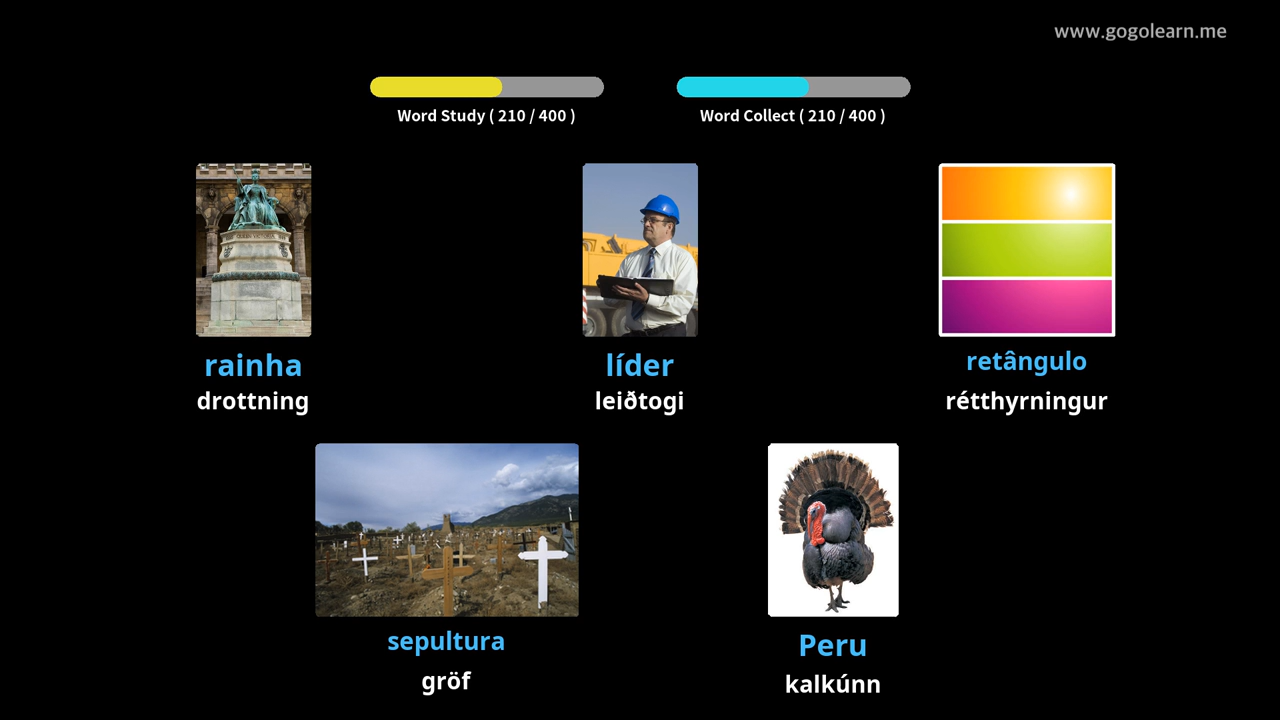 www.gogolearn.me
Word Study ( 210 / 400 )
Word Collect ( 210 / 400 )
rainha
drottning
líder
leiðtogi
retângulo
rétthyrningur
sepultura
gröf
Peru
kalkúnn